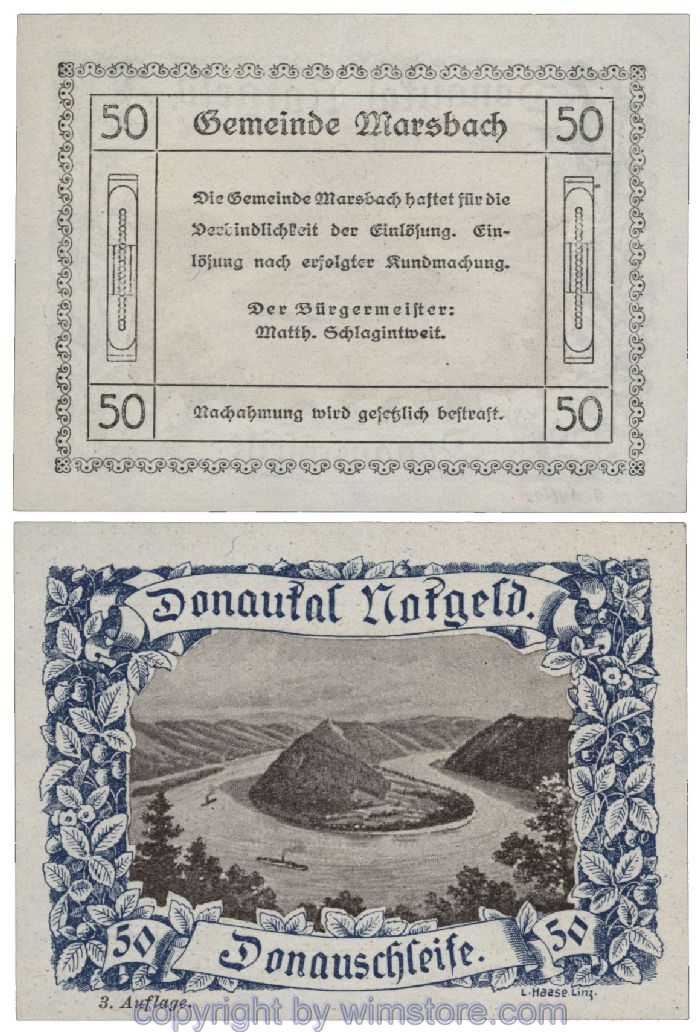 50 Gemeinde Marsbach 50
Die Gemeinde Marsbach haftet für die
Verbindlichkeit der Einlösung. Ein-
lösung nach erfolgter Kundmachung.
Der Bürgermeister:
Matth. Schlagintweit.
50 Nachahmung wird gesetzlich bestraft. 50
Donautal Notgeld.
50 Donauschleife. 50
L. Haase Linz.
3. Auflage.
copyright by wimstore.com